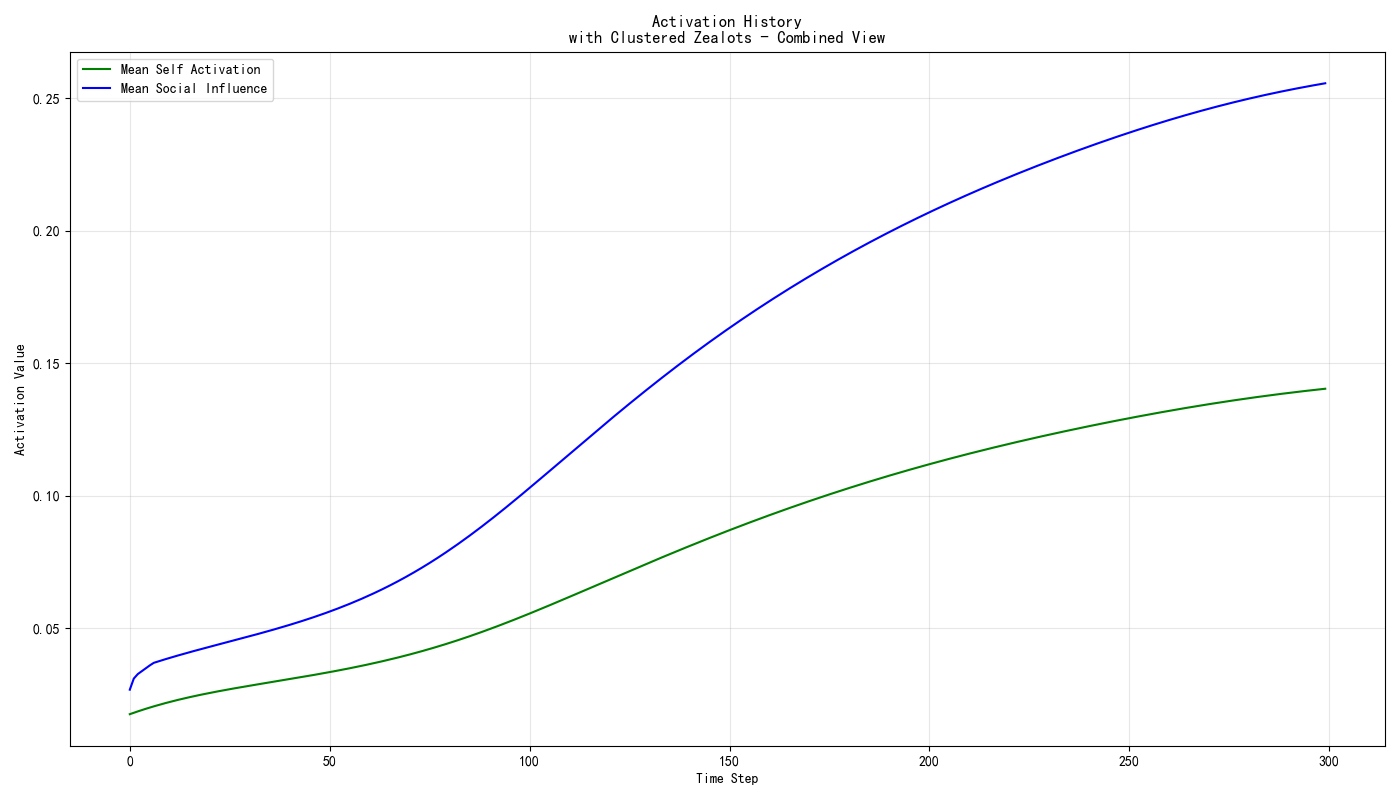 Activation History
with Clustered Zealots - Combined View
Mean Self Activation
Mean Social Influence
Activation Value
0.25
0.20
0.15
0.10
0.05
0
50
100
150
200
250
300
Time Step